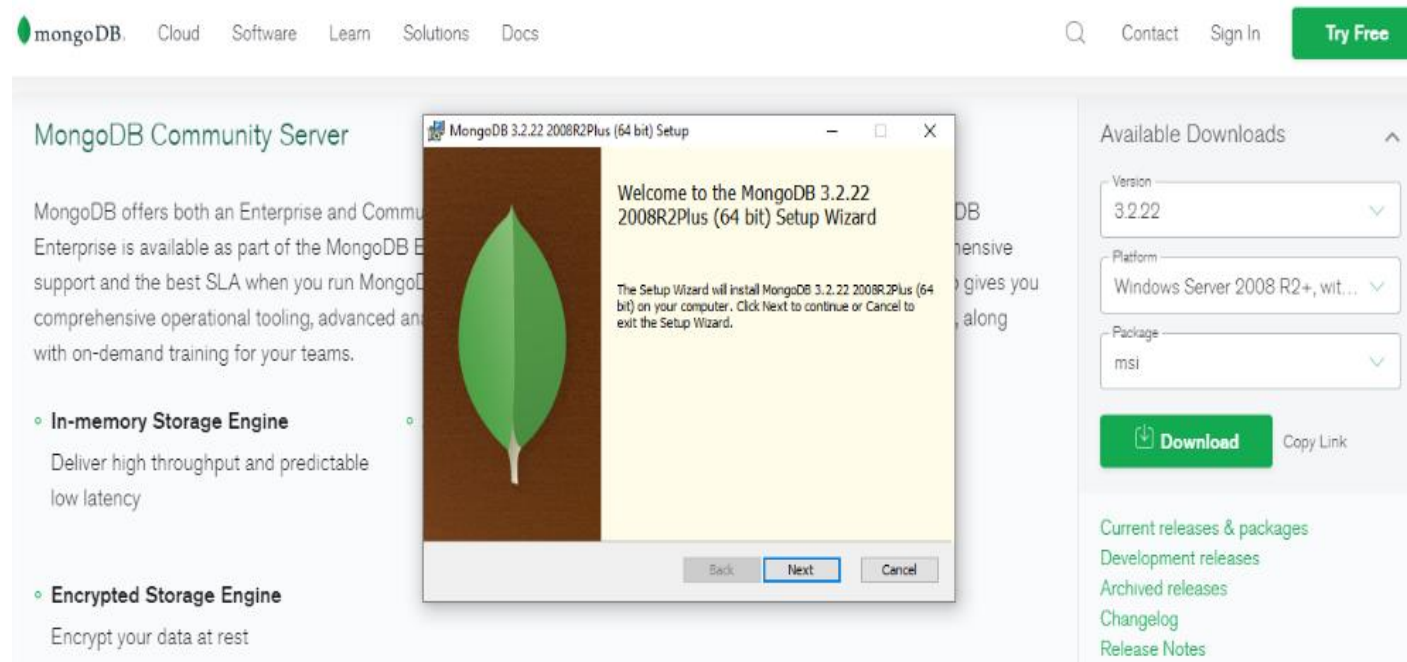 mongoDB.
Cloud
Software
Learn
Solutions
Docs
Contact
Sign In
Try Free
MongoDB Community Server
MongoDB offers both an Enterprise and Commu
DB
Enterprise is available as part of the MongoDB E
hensive
support and the best SLA when you run Mongo
gives you
comprehensive operational tooling, advanced an
, along
with on-demand training for your teams.
In-memory Storage Engine
Deliver high throughput and predictable
low latency
Encrypted Storage Engine
Encrypt your data at rest
MongoDB 3.2.22 2008R2Plus (64 bit) Setup
Welcome to the MongoDB 3.2.22
2008R2Plus (64 bit) Setup Wizard
The Setup Wizard will install MongoDB 3.2.22 2008R2Plus (64
bit) on your computer. Click Next to continue or Cancel to
exit the Setup Wizard.
Back
Next
Cancel
Available Downloads
Version
3.2.22
Platform
Windows Server 2008 R2+, wit...
Package
msi
Download
Copy Link
Current releases & packages
Development releases
Archived releases
Changelog
Release Notes